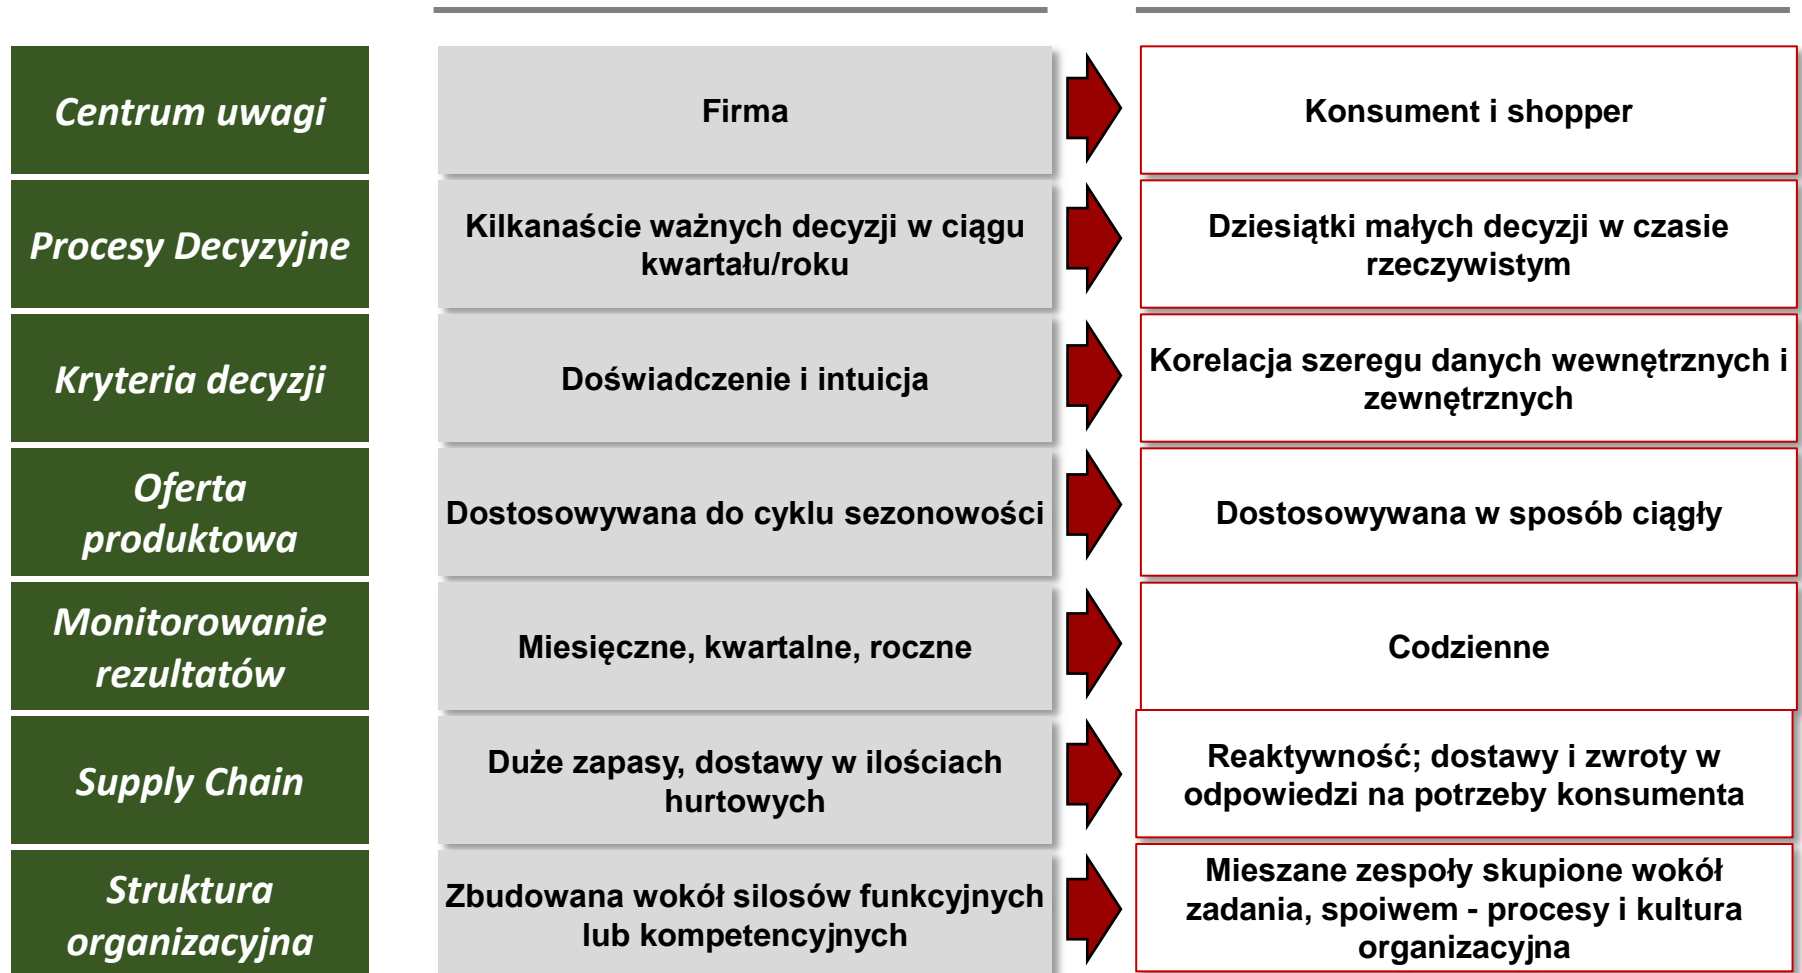 Centrum uwagi
Firma
Konsument i shopper
Procesy Decyzyjne
Kilkanaście ważnych decyzji w ciągu
kwartału/roku
Dziesiątki małych decyzji w czasie
rzeczywistym
Kryteria decyzji
Doświadczenie i intuicja
Korelacja szeregu danych wewnętrznych i
zewnętrznych
Oferta
produktowa
Dostosowywana do cyklu sezonowości
Dostosowywana w sposób ciągły
Monitorowanie
rezultatów
Miesięczne, kwartalne, roczne
Codzienne
Supply Chain
Duże zapasy, dostawy w ilościach
hurtowych
Reaktywność; dostawy i zwroty w
odpowiedzi na potrzeby konsumenta
Struktura
organizacyjna
Zbudowana wokół silosów funkcyjnych
lub kompetencyjnych
Mieszane zespoły skupione wokół
zadania, spoiwem - procesy i kultura
organizacyjna